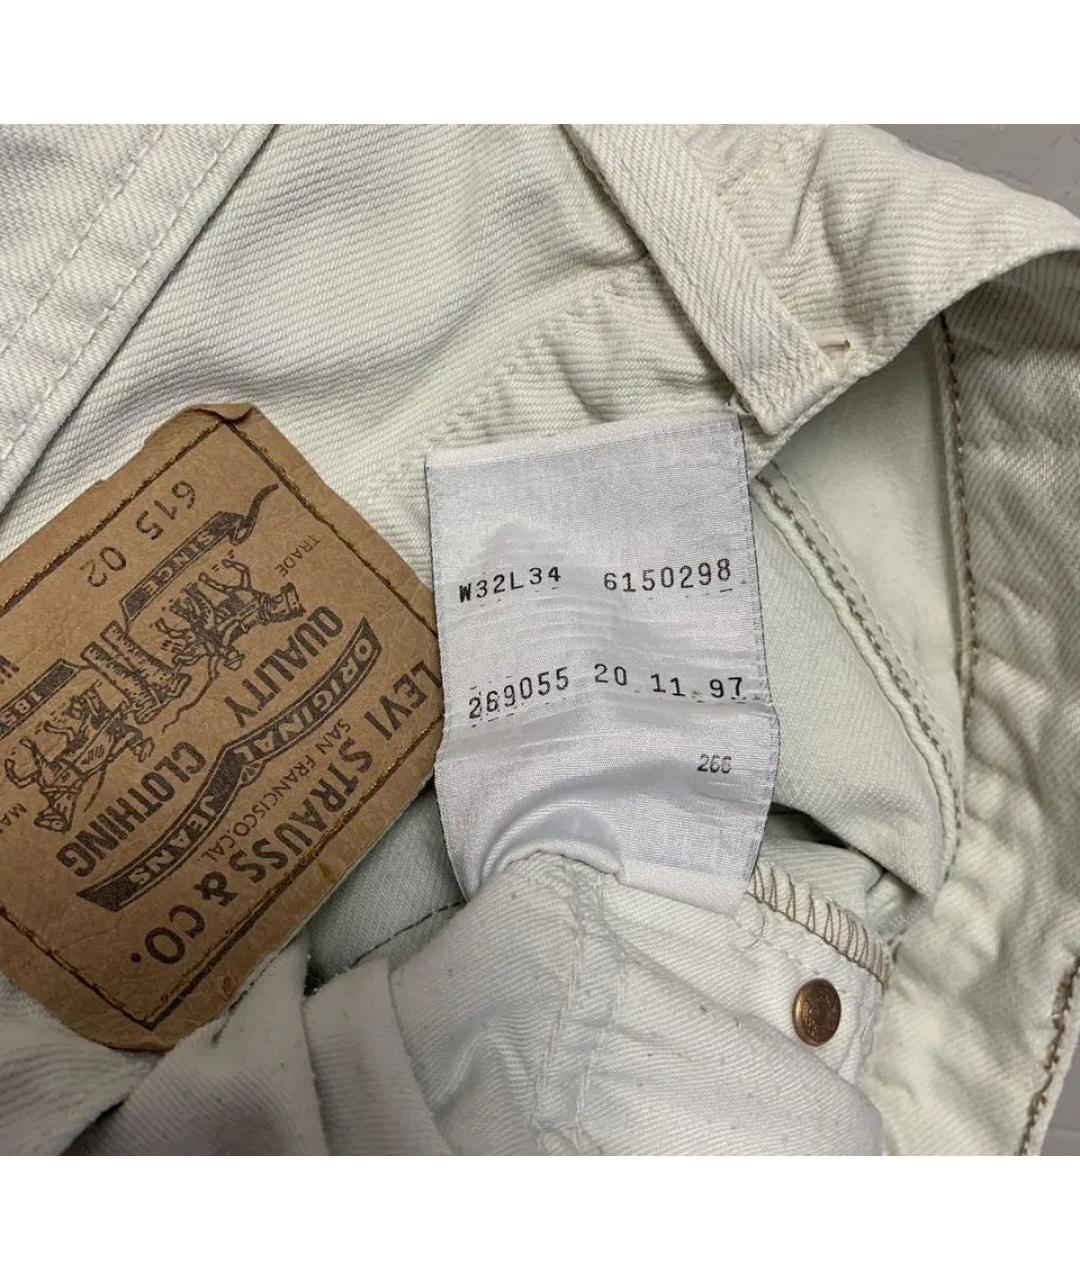 615 02
SINCE
TRADE
ORIGINAL JEANS
QUALITY CLOTHING
LEVI STRAUSS & CO.
SAN FRANCISCO, CAL
W32L34 6150298
269055 20.11.97
266